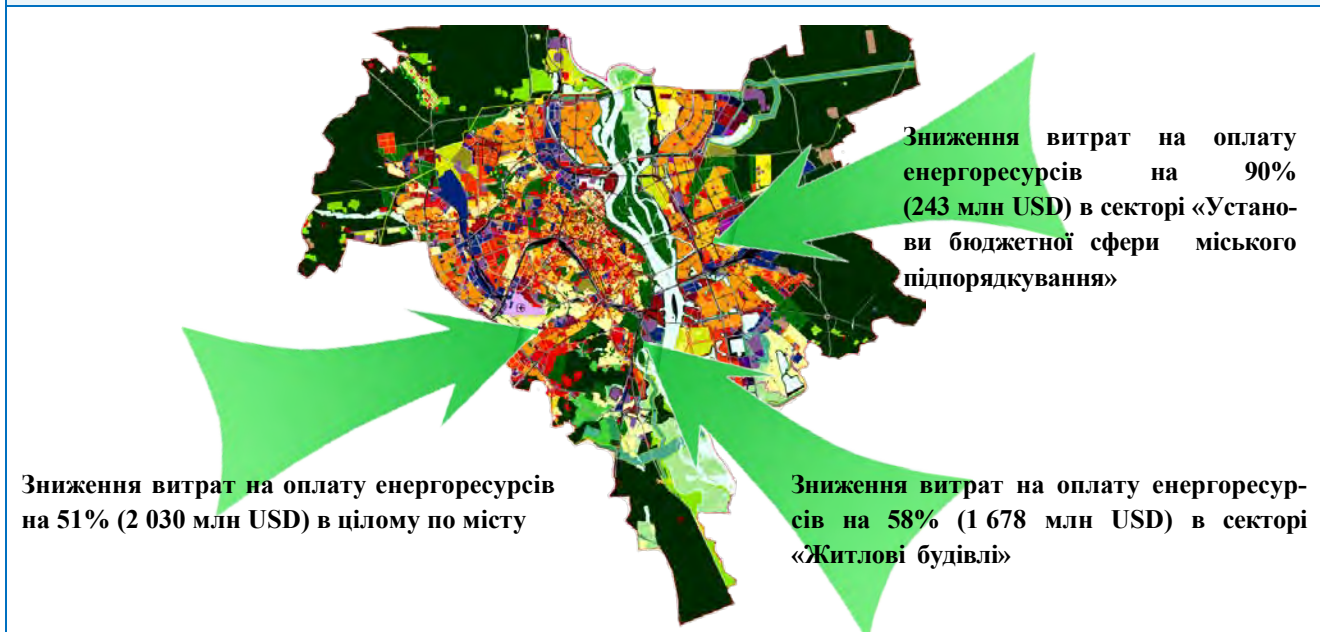 Зниження витрат на оплату
енергоресурсів на 90%
(243 млн USD) в секторі «Устано-
ви бюджетної сфери міського
підпорядкування»
Зниження витрат на оплату енергоресурсів
на 51% (2 030 млн USD) в цілому по місту
Зниження витрат на оплату енергоресур-
сів на 58% (1 678 млн USD) в секторі
«Житлові будівлі»